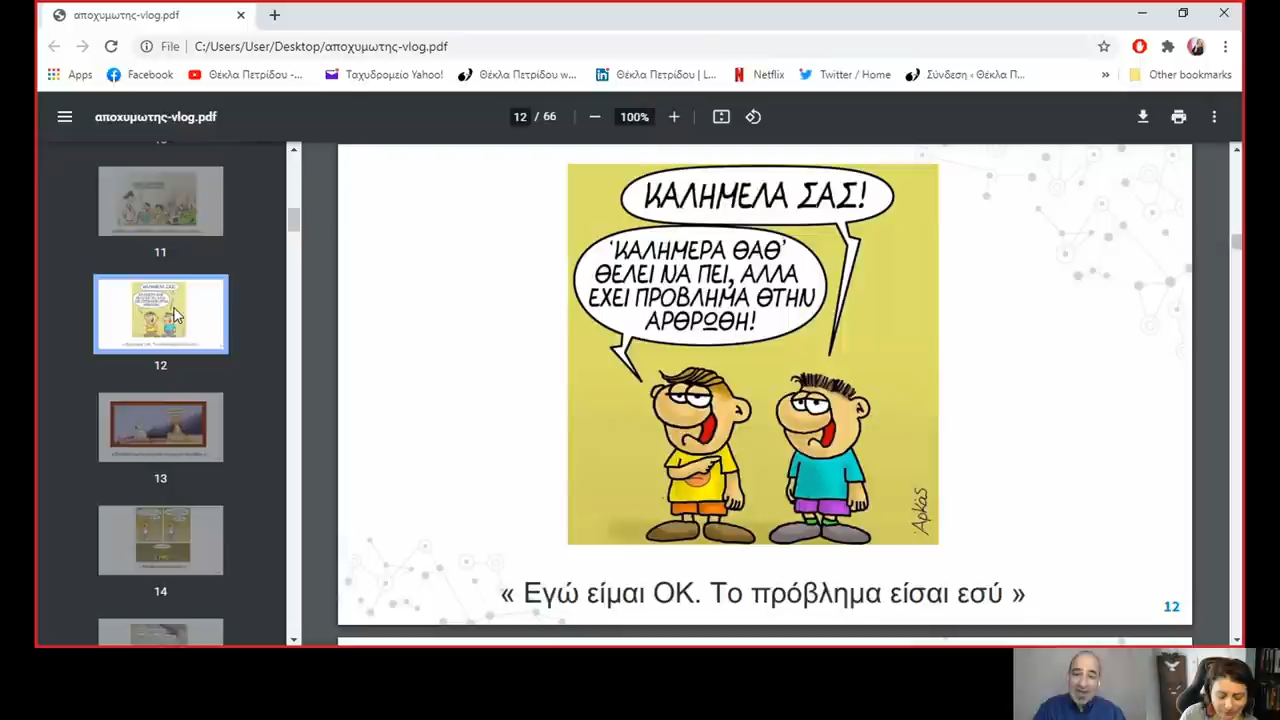 αποχυμωτης-vlog.pdf
File
C:/Users/User/Desktop/αποχυμωτης-vlog.pdf
Apps
Facebook
Θέκλα Πετρίδου -...
Ταχυδρομείο Yahoo!
Θέκλα Πετρίδου w...
Θέκλα Πετρίδου | L...
Netflix
Twitter / Home
Σύνδεση ‹ Θέκλα Π...
»
Other bookmarks
αποχυμωτης-vlog.pdf
12 / 66
100%
11
12
13
14
ΚΑΛΗΜΕΛΑ ΣΑΣ!
'ΚΑΛΗΜΕΡΑ ΘΑΘ'
ΘΕΛΕΙ ΝΑ ΠΕΙ, ΑΛΛΑ
ΕΧΕΙ ΠΡΟΒΛΗΜΑ ΘΤΗΝ
ΑΡΘΡΩΘΗ!
Αρκάς
« Εγώ είμαι ΟΚ. Το πρόβλημα είσαι εσύ »
12